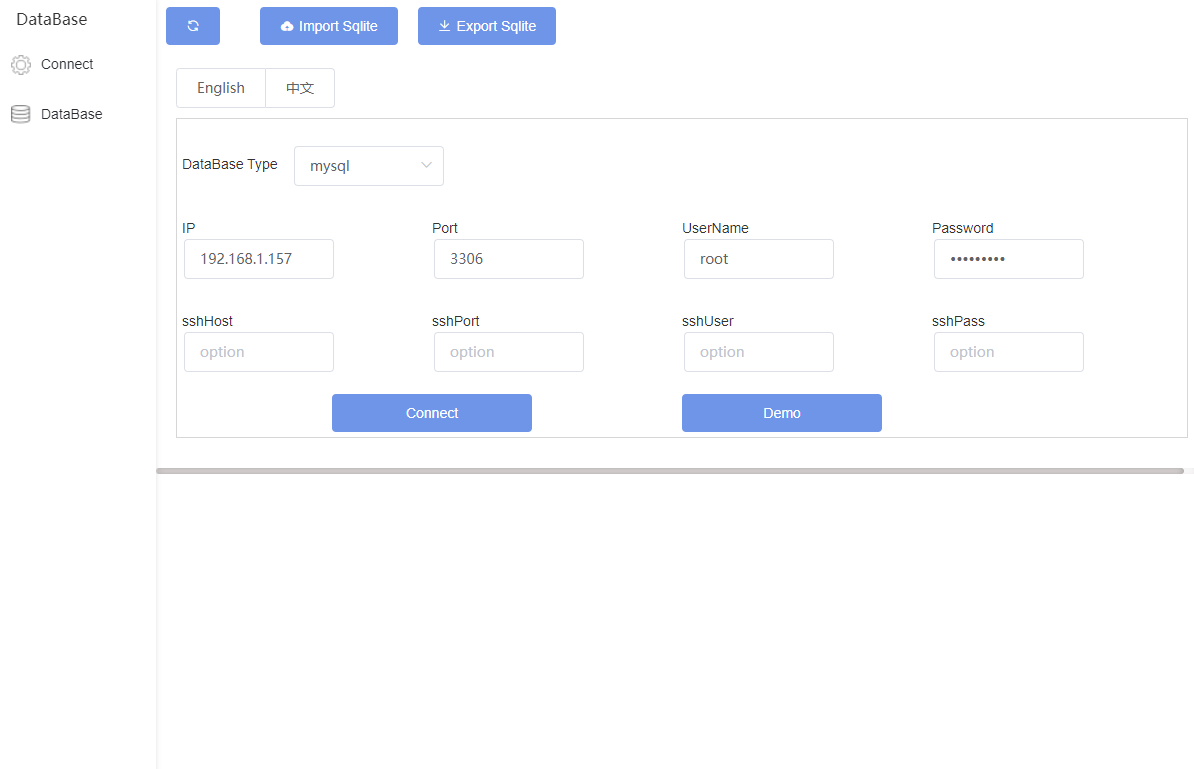 DataBase
Connect
DataBase
Import Sqlite
Export Sqlite
English
中文
DataBase Type
mysql
IP
Port
UserName
Password
192.168.1.157
3306
root
•••••••••
sshHost
sshPort
sshUser
sshPass
option
option
option
option
Connect
Demo